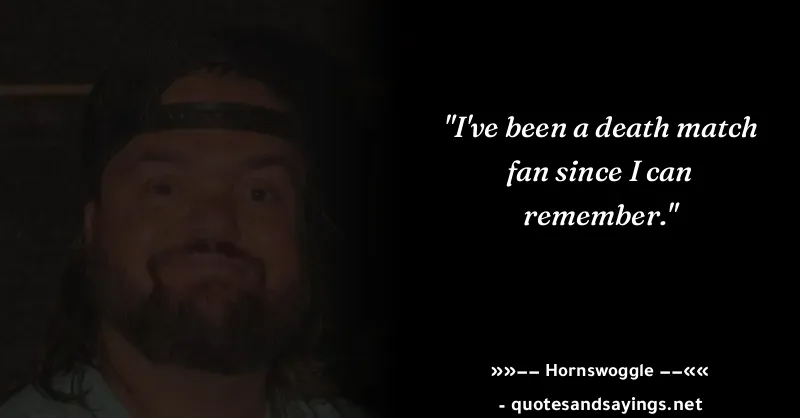 "I've been a death match
fan since I can
remember."
»»–– Hornswoggle ––««
- quotesandsayings.net